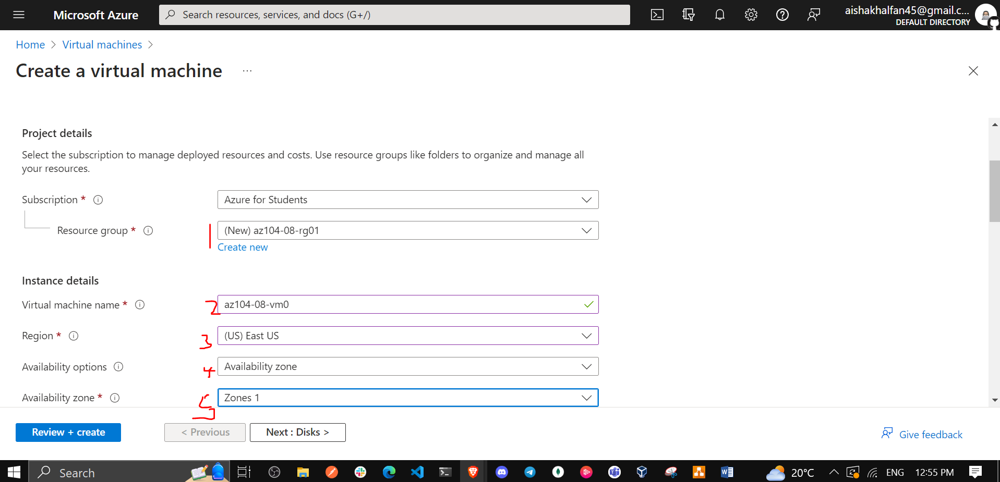 Microsoft Azure
Search resources, services, and docs (G+/)
aishakhalfan45@gmail.c...
DEFAULT DIRECTORY
Home > Virtual machines >
Create a virtual machine ...
Project details
Select the subscription to manage deployed resources and costs. Use resource groups like folders to organize and manage all
your resources.
Subscription * Azure for Students
Resource group * 1 (New) az104-08-rg01
Create new
Instance details
Virtual machine name * 2 az104-08-vm0
Region * 3 (US) East US
Availability options 4 Availability zone
Availability zone * 5 Zones 1
Review + create
< Previous
Next : Disks >
Give feedback
Search
20°C
ENG
12:55 PM